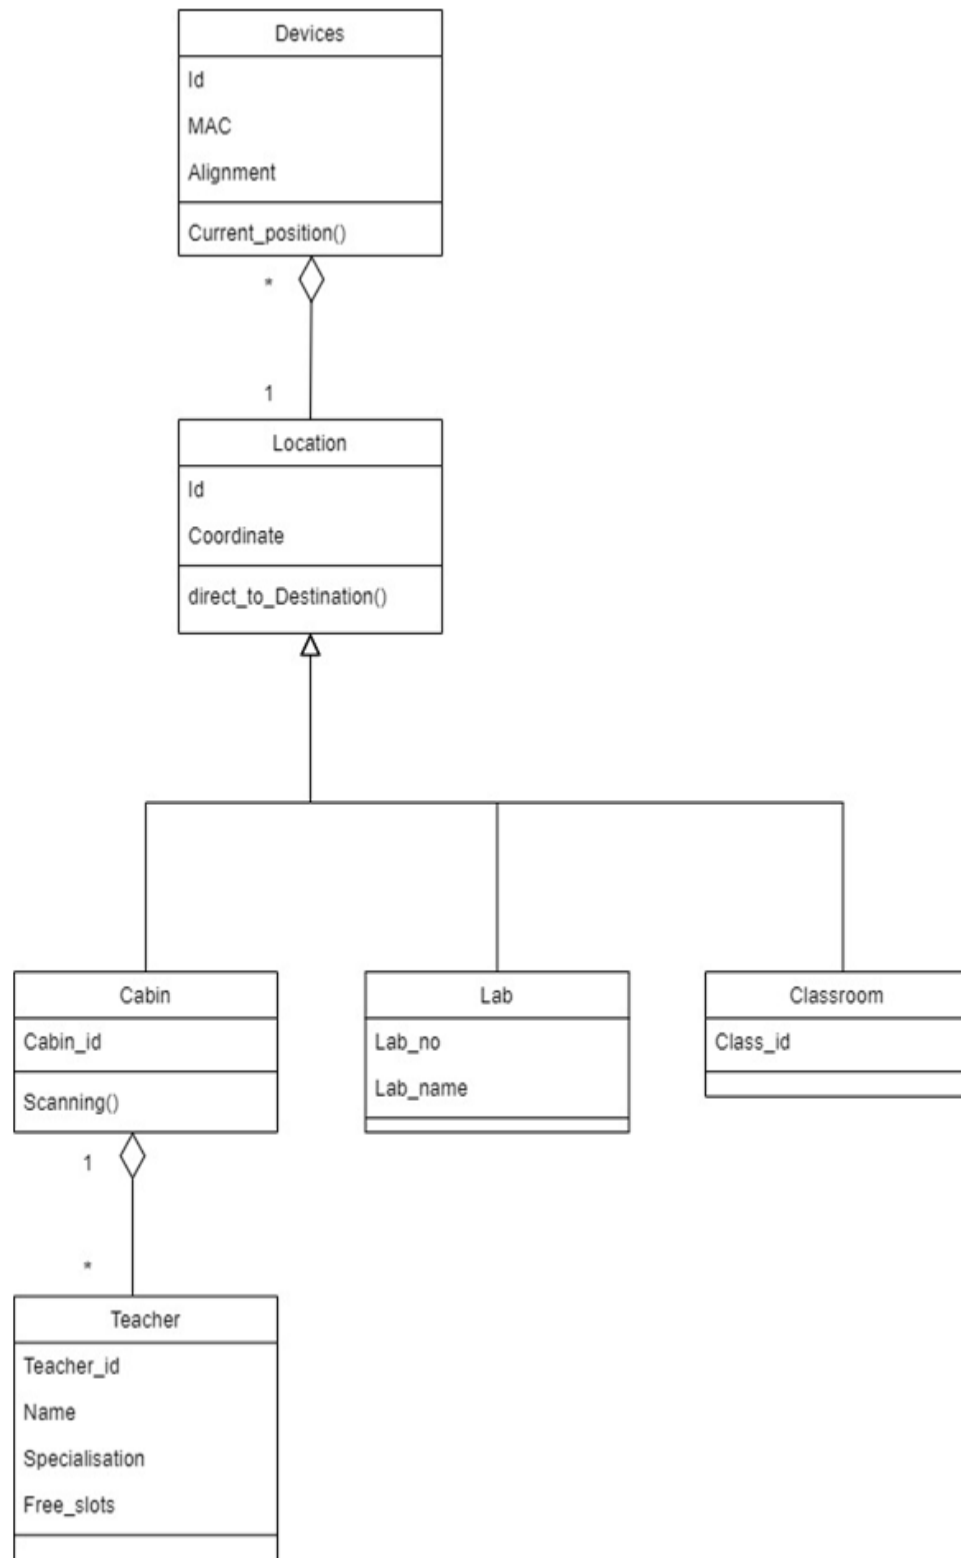 Devices
Id
MAC
Alignment
Current_position()
*
1
Location
Id
Coordinate
direct_to_Destination()
Cabin
Cabin_id
Scanning()
Lab
Lab_no
Lab_name
Classroom
Class_id
1
*
Teacher
Teacher_id
Name
Specialisation
Free_slots